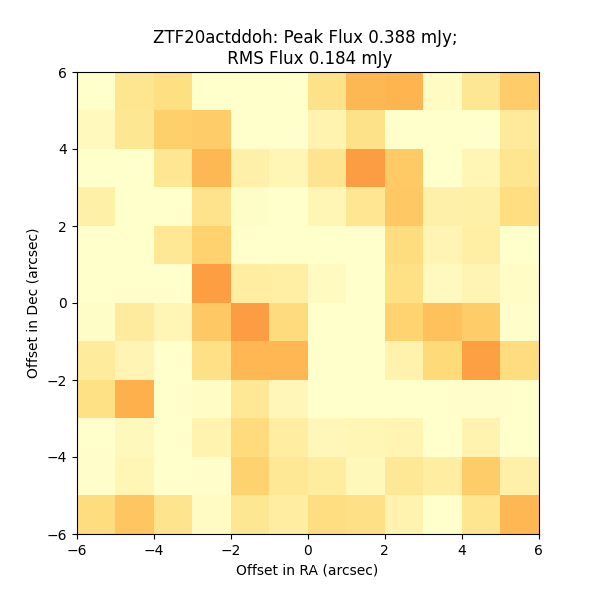 ZTF20actddoh: Peak Flux 0.388 mJy;
RMS Flux 0.184 mJy
6
4
2
0
−2
−4
−6
Offset in Dec (arcsec)
−6 −4 −2 0 2 4 6
Offset in RA (arcsec)